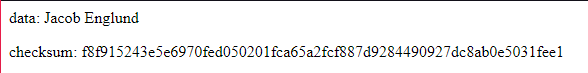 data: Jacob Englund
checksum: f8f915243e5e6970fed050201fca65a2fcf887d9284490927dc8ab0e5031fee1